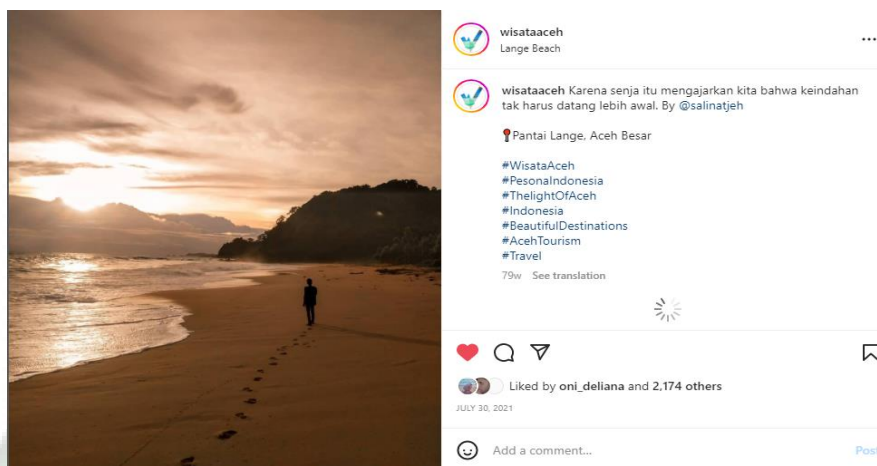 wisataaceh
Lange Beach
wisataaceh Karena senja itu mengajarkan kita bahwa keindahan
tak harus datang lebih awal. By @salinatjeh
Pantai Lange, Aceh Besar
#WisataAceh
#PesonaIndonesia
#ThelightOfAceh
#Indonesia
#BeautifulDestinations
#AcehTourism
#Travel
79w See translation
Liked by oni_deliana and 2,174 others
JULY 30, 2021
Add a comment...
Post